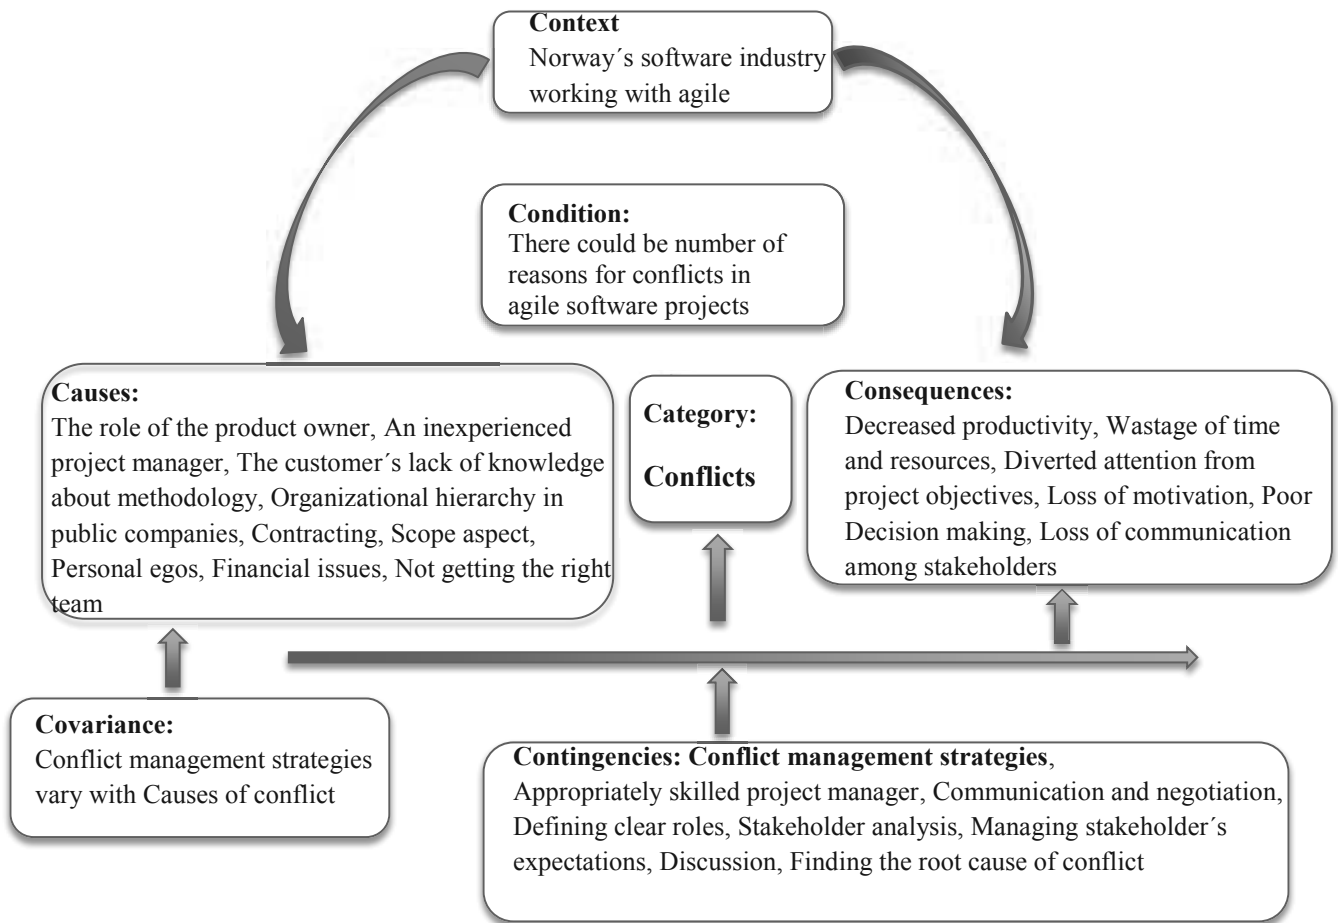 Context
Norway´s software industry
working with agile
Condition:
There could be number of
reasons for conflicts in
agile software projects
Causes:
The role of the product owner, An inexperienced
project manager, The customer´s lack of knowledge
about methodology, Organizational hierarchy in
public companies, Contracting, Scope aspect,
Personal egos, Financial issues, Not getting the right
team
Category:
Conflicts
Consequences:
Decreased productivity, Wastage of time
and resources, Diverted attention from
project objectives, Loss of motivation, Poor
Decision making, Loss of communication
among stakeholders
Covariance:
Conflict management strategies
vary with Causes of conflict
Contingencies: Conflict management strategies,
Appropriately skilled project manager, Communication and negotiation,
Defining clear roles, Stakeholder analysis, Managing stakeholder´s
expectations, Discussion, Finding the root cause of conflict